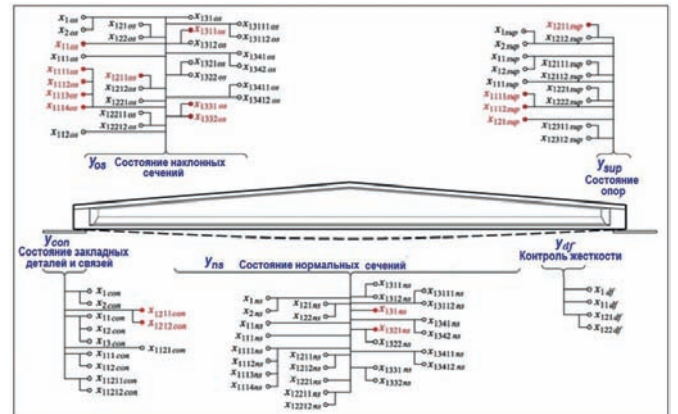 x1os
x2os
x11os
x111os
x1111os
x1112os
x1113os
x1114os
x112os
x121os
x122os
x1211os
x1212os
x1221os
x12211os
x12212os
x131os
x1311os
x1312os
x1321os
x1322os
x1331os
x1332os
x13111os
x13112os
x1341os
x1342os
x13411os
x13412os
yos Состояние наклонных
сечений
x1sup
x2sup
x11sup
x12sup
x111sup
x1111sup
x1112sup
x121sup
x1211sup
x1212sup
x12111sup
x12112sup
x1221sup
x1222sup
x12311sup
x12312sup
ysup
Состояние
опор
ycon
Состояние закладных
деталей и связей
x1con
x2con
x11con
x12con
x13con
x111con
x112con
x11211con
x11212con
x1211con
x1212con
x1121con
yns Состояние нормальных сечений
x1ns
x2ns
x11ns
x111ns
x1111ns
x1112ns
x1113ns
x1114ns
x121ns
x122ns
x1211ns
x1212ns
x1221ns
x12211ns
x12212ns
x1311ns
x1312ns
x131ns
x1321ns
x1322ns
x1331ns
x1332ns
x13111ns
x13112ns
x1341ns
x1342ns
x13411ns
x13412ns
ydf
Контроль жесткости
x1df
x11df
x121df
x122df